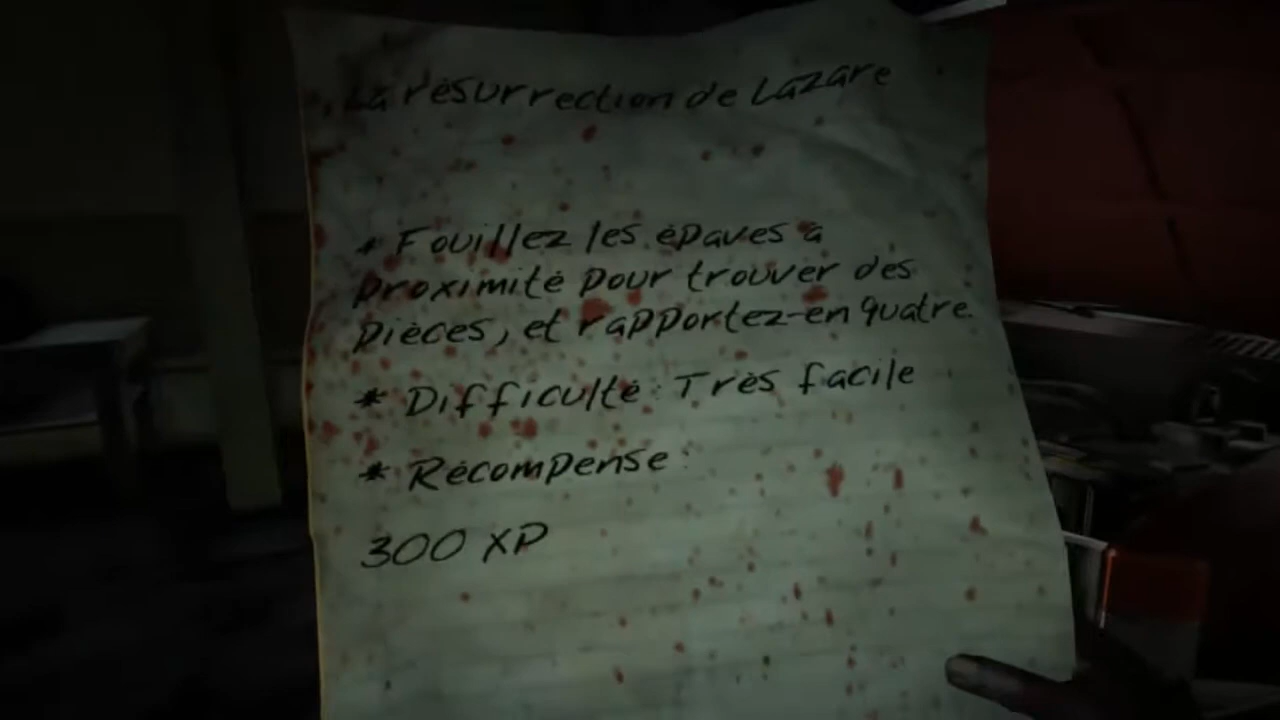 La résurrection de Lazare
* Fouillez les épaves à
proximité pour trouver des
pièces, et rapportez-en quatre.
* Difficulté : Très facile
* Récompense :
300 XP